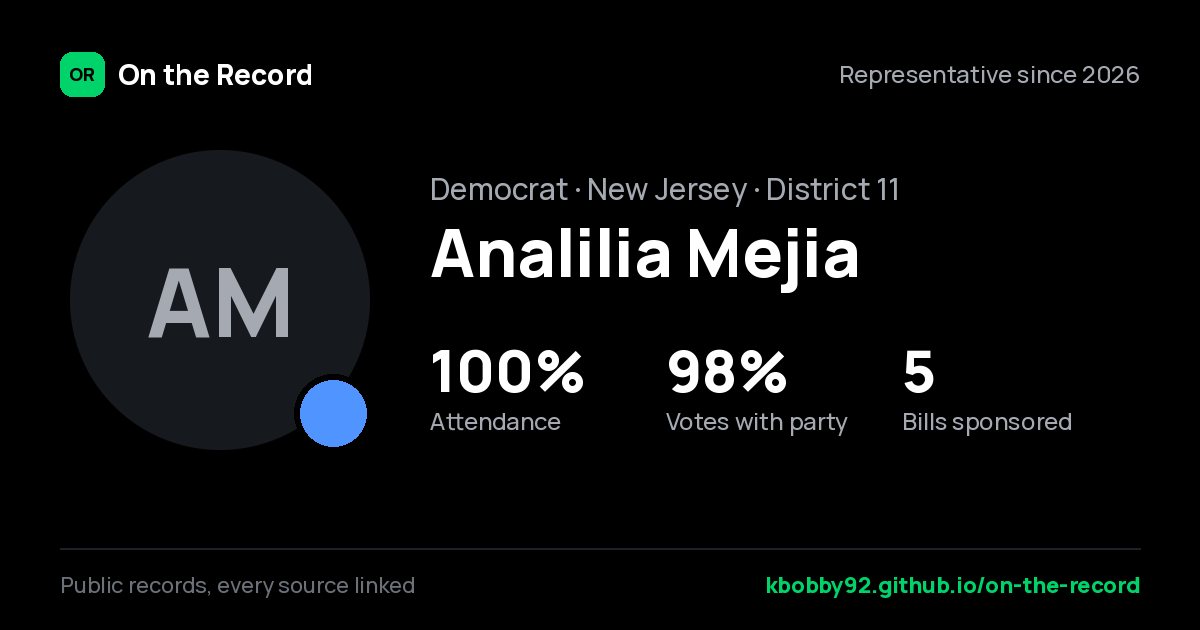 OR On the Record
Representative since 2026
AM
Democrat · New Jersey · District 11
Analilia Mejia
100% 98% 5
Attendance Votes with party Bills sponsored
Public records, every source linked
kbobby92.github.io/on-the-record